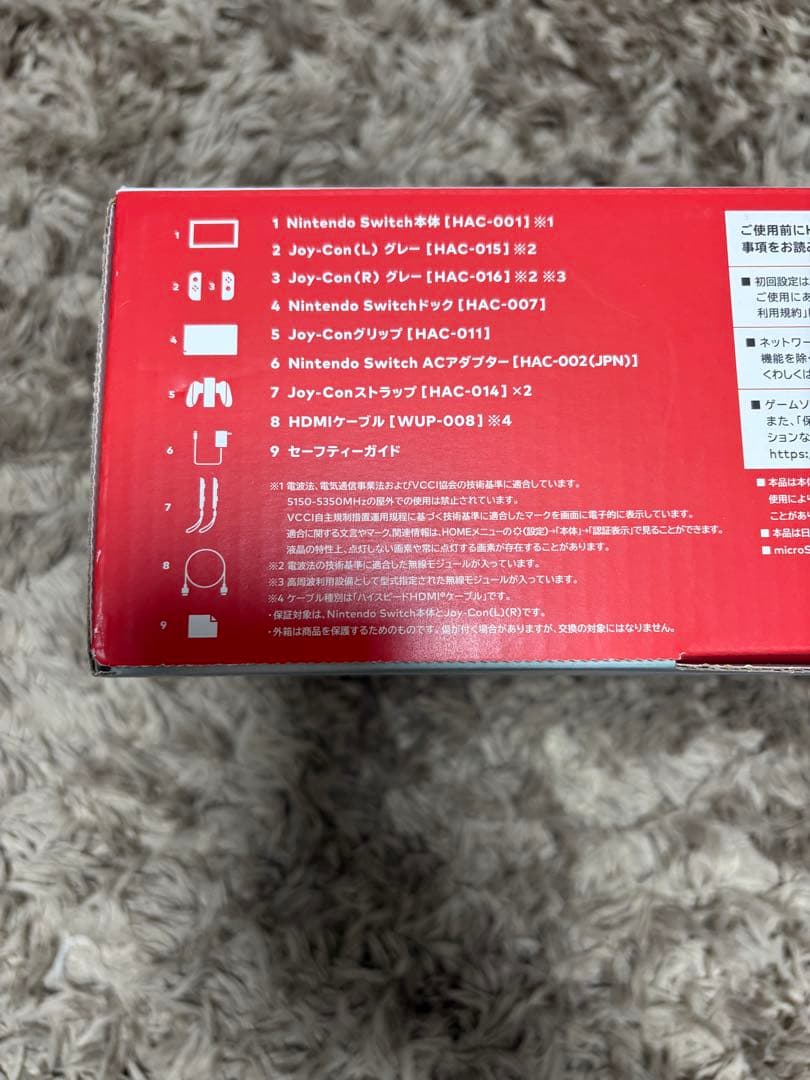 1 Nintendo Switch本体［HAC-001］※1
2 Joy-Con(L) グレー［HAC-015］※2
3 Joy-Con(R) グレー［HAC-016］※2 ※3
4 Nintendo Switchドック［HAC-007］
5 Joy-Conグリップ［HAC-011］
6 Nintendo Switch ACアダプター［HAC-002(JPN)］
7 Joy-Conストラップ［HAC-014］×2
8 HDMIケーブル［WUP-008］※4
9 セーフティーガイド
※1 電波法、電気通信事業法およびVCCI協会の技術基準に適合しています。
5150-5350MHzの屋外での使用は禁止されています。
VCCI自主規制措置運用規程に基づく技術基準に適合したマークを画面に電子的に表示しています。
適合に関する文言やマーク、関連情報は、HOMEメニューの(設定)→「本体」→「認証表示」で見ることができます。
液晶の特性上、点灯しない画素や常に点灯する画素が存在することがあります。
※2 電波法の技術基準に適合した無線モジュールが入っています。
※3 高周波利用設備として型式指定された無線モジュールが入っています。
※4 ケーブル種別は「ハイスピードHDMI®ケーブル」です。
・保証対象は、Nintendo Switch本体とJoy-Con(L)(R)です。
・外箱は商品を保護するためのものです。傷が付く場合がありますが、交換の対象にはなりません。
1
2
3
4
5
6
7
8
9
ご使用前に
事項をお読み
■ 初回設定は
ご使用にあ
利用規約」
■ ネットワー
機能を除
くわしくは
■ ゲームソ
また、「保
ションな
https:
■ 本品は本体
使用によ
ことがあ
■ 本品は日
■ microS